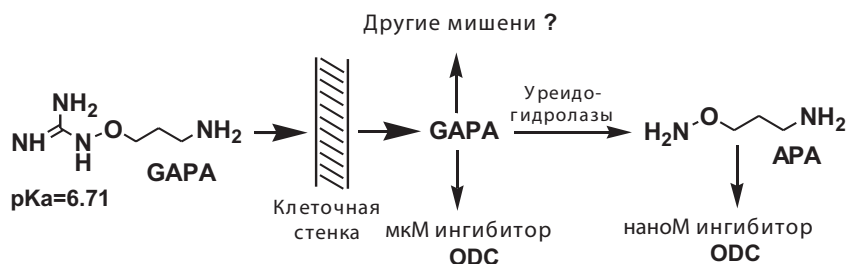 Другие мишени ?
NH2
NH
N
H
O
NH2
GAPA
pKa=6.71
Клеточная
стенка
GAPA
мкМ ингибитор
ODC
Уреидо-
гидролазы
H2N
O
NH2
APA
наноМ ингибитор
ODC